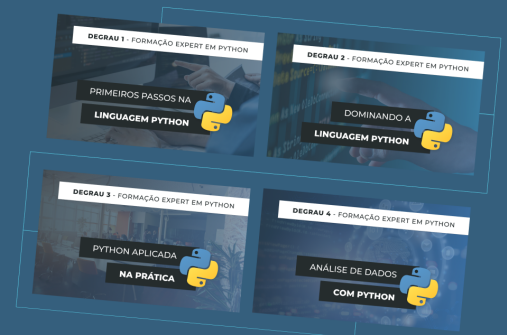 DEGRAU 1 - FORMAÇÃO EXPERT EM PYTHON
PRIMEIROS PASSOS NA
LINGUAGEM PYTHON
DEGRAU 2 - FORMAÇÃO EXPERT EM PYTHON
DOMINANDO A
LINGUAGEM PYTHON
DEGRAU 3 - FORMAÇÃO EXPERT EM PYTHON
PYTHON APLICADA
NA PRÁTICA
DEGRAU 4 - FORMAÇÃO EXPERT EM PYTHON
ANÁLISE DE DADOS
COM PYTHON